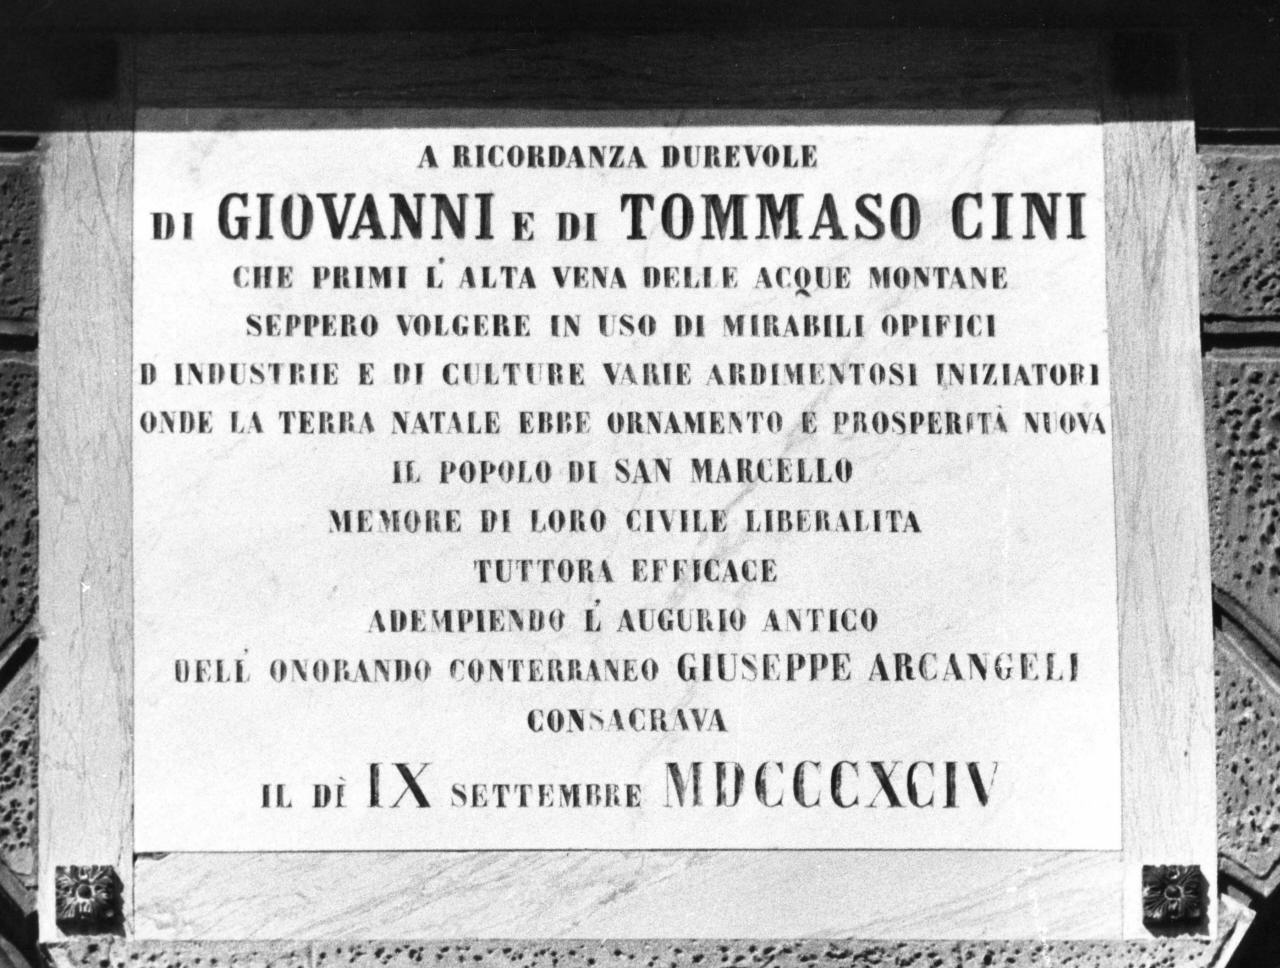 A RICORDANZA DUREVOLE
DI GIOVANNI E DI TOMMASO CINI
CHE PRIMI L' ALTA VENA DELLE ACQUE MONTANE
SEPPERO VOLGERE IN USO DI MIRABILI OPIFICI
D INDUSTRIE E DI CULTURE VARIE ARDIMENTOSI INIZIATORI
ONDE LA TERRA NATALE EBBE ORNAMENTO E PROSPERITÀ NUOVA
IL POPOLO DI SAN MARCELLO
MEMORE DI LORO CIVILE LIBERALITA
TUTTORA EFFICACE
ADEMPIENDO L' AUGURIO ANTICO
DELL' ONORANDO CONTERRANEO GIUSEPPE ARCANGELI
CONSACRAVA
IL DÌ IX SETTEMBRE MDCCCXCIV